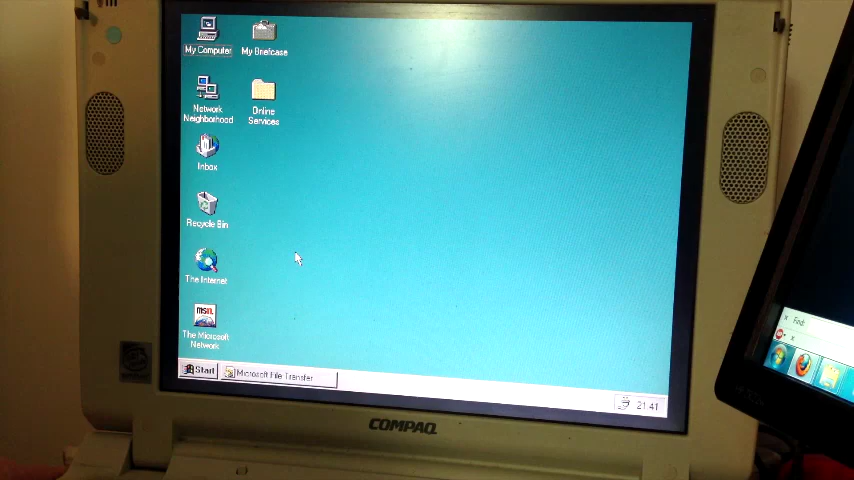 My Computer
My Briefcase
Network
Neighborhood
Online
Services
Inbox
Recycle Bin
The Internet
msn.
The Microsoft
Network
Start
Microsoft File Transfer
21:41
COMPAQ
Find: